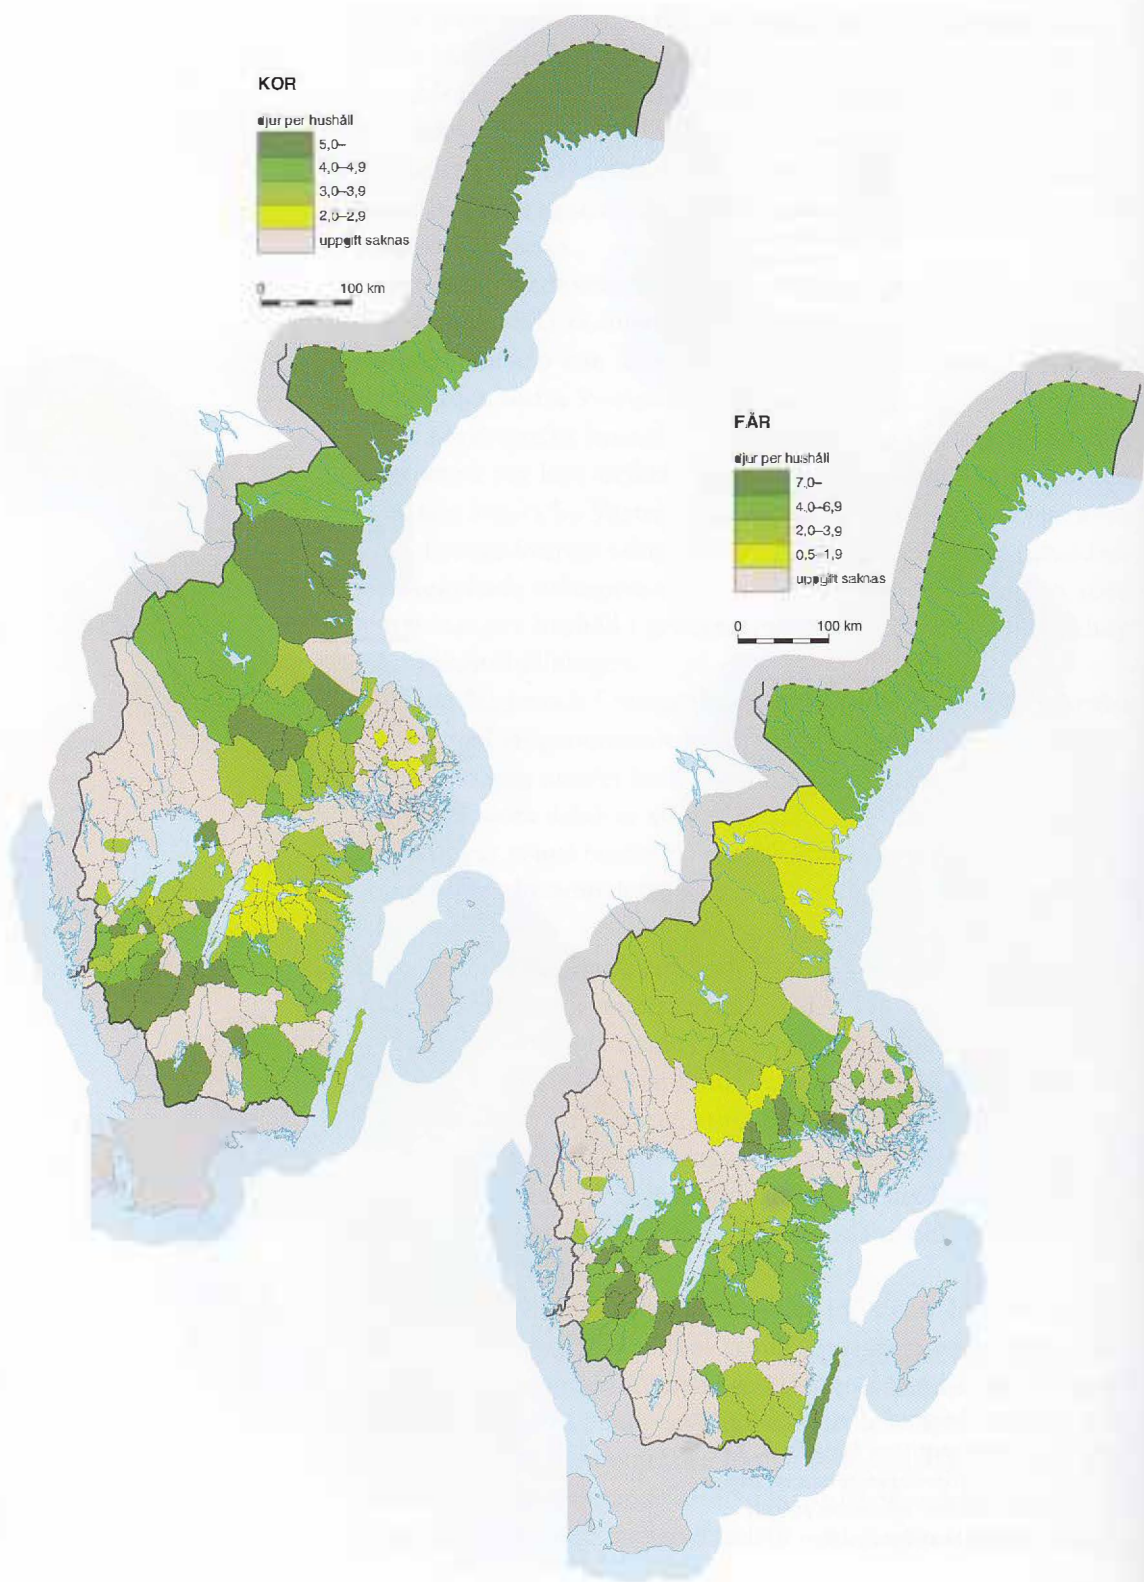 KOR
djur per hushåll
5,0–
4,0–4,9
3,0–3,9
2,0–2,9
uppgift saknas
0 100 km
FÅR
djur per hushåll
7,0–
4,0–6,9
2,0–3,9
0,5–1,9
uppgift saknas
0 100 km